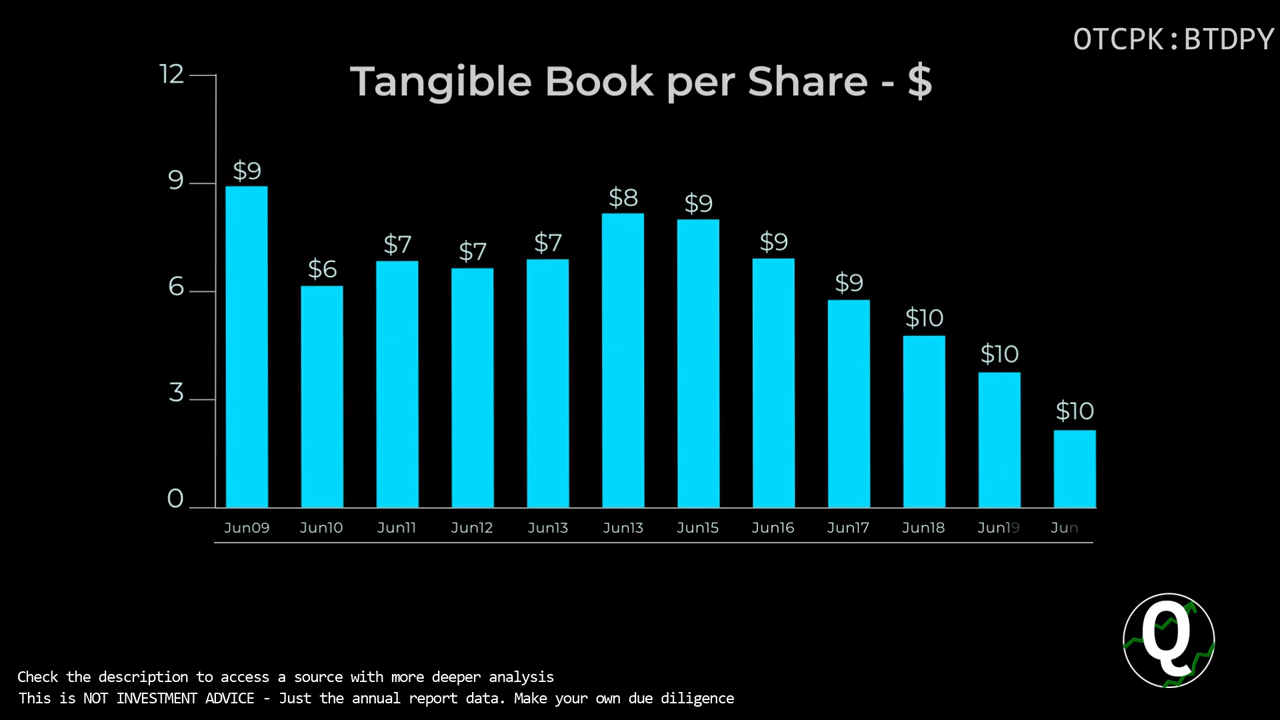 OTCPK:BTDPY
Tangible Book per Share - $
12
9
6
3
0
$9
$6
$7
$7
$7
$8
$9
$9
$9
$10
$10
$10
Jun09 Jun10 Jun11 Jun12 Jun13 Jun13 Jun15 Jun16 Jun17 Jun18 Jun19 Jun
Q
Check the description to access a source with more deeper analysis
This is NOT INVESTMENT ADVICE - Just the annual report data. Make your own due diligence